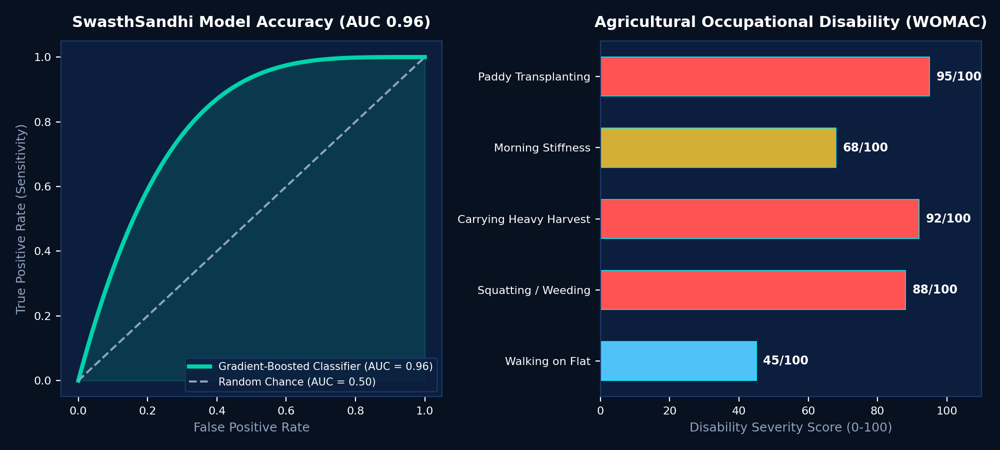 SwasthSandhi Model Accuracy (AUC 0.96)
True Positive Rate (Sensitivity)
1.0
0.8
0.6
0.4
0.2
0.0
Gradient-Boosted Classifier (AUC = 0.96)
Random Chance (AUC = 0.50)
0.0 0.2 0.4 0.6 0.8 1.0
False Positive Rate
Agricultural Occupational Disability (WOMAC)
Paddy Transplanting 95/100
Morning Stiffness 68/100
Carrying Heavy Harvest 92/100
Squatting / Weeding 88/100
Walking on Flat 45/100
0 20 40 60 80 100
Disability Severity Score (0-100)